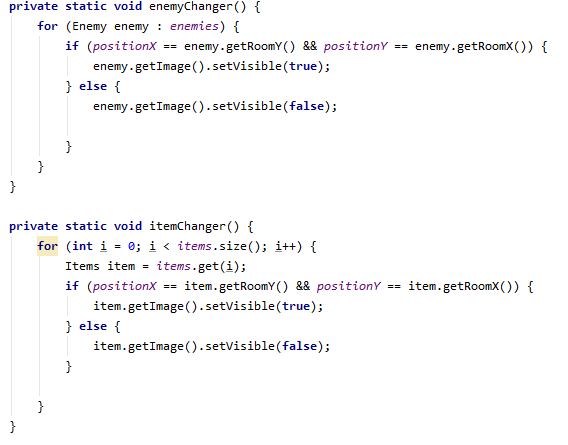 private static void enemyChanger() {
    for (Enemy enemy : enemies) {
        if (positionX == enemy.getRoomY() && positionY == enemy.getRoomX()) {
            enemy.getImage().setVisible(true);
        } else {
            enemy.getImage().setVisible(false);

        }
    }
}

private static void itemChanger() {
    for (int i = 0; i < items.size(); i++) {
        Items item = items.get(i);
        if (positionX == item.getRoomY() && positionY == item.getRoomX()) {
            item.getImage().setVisible(true);
        } else {
            item.getImage().setVisible(false);
        }

    }
}